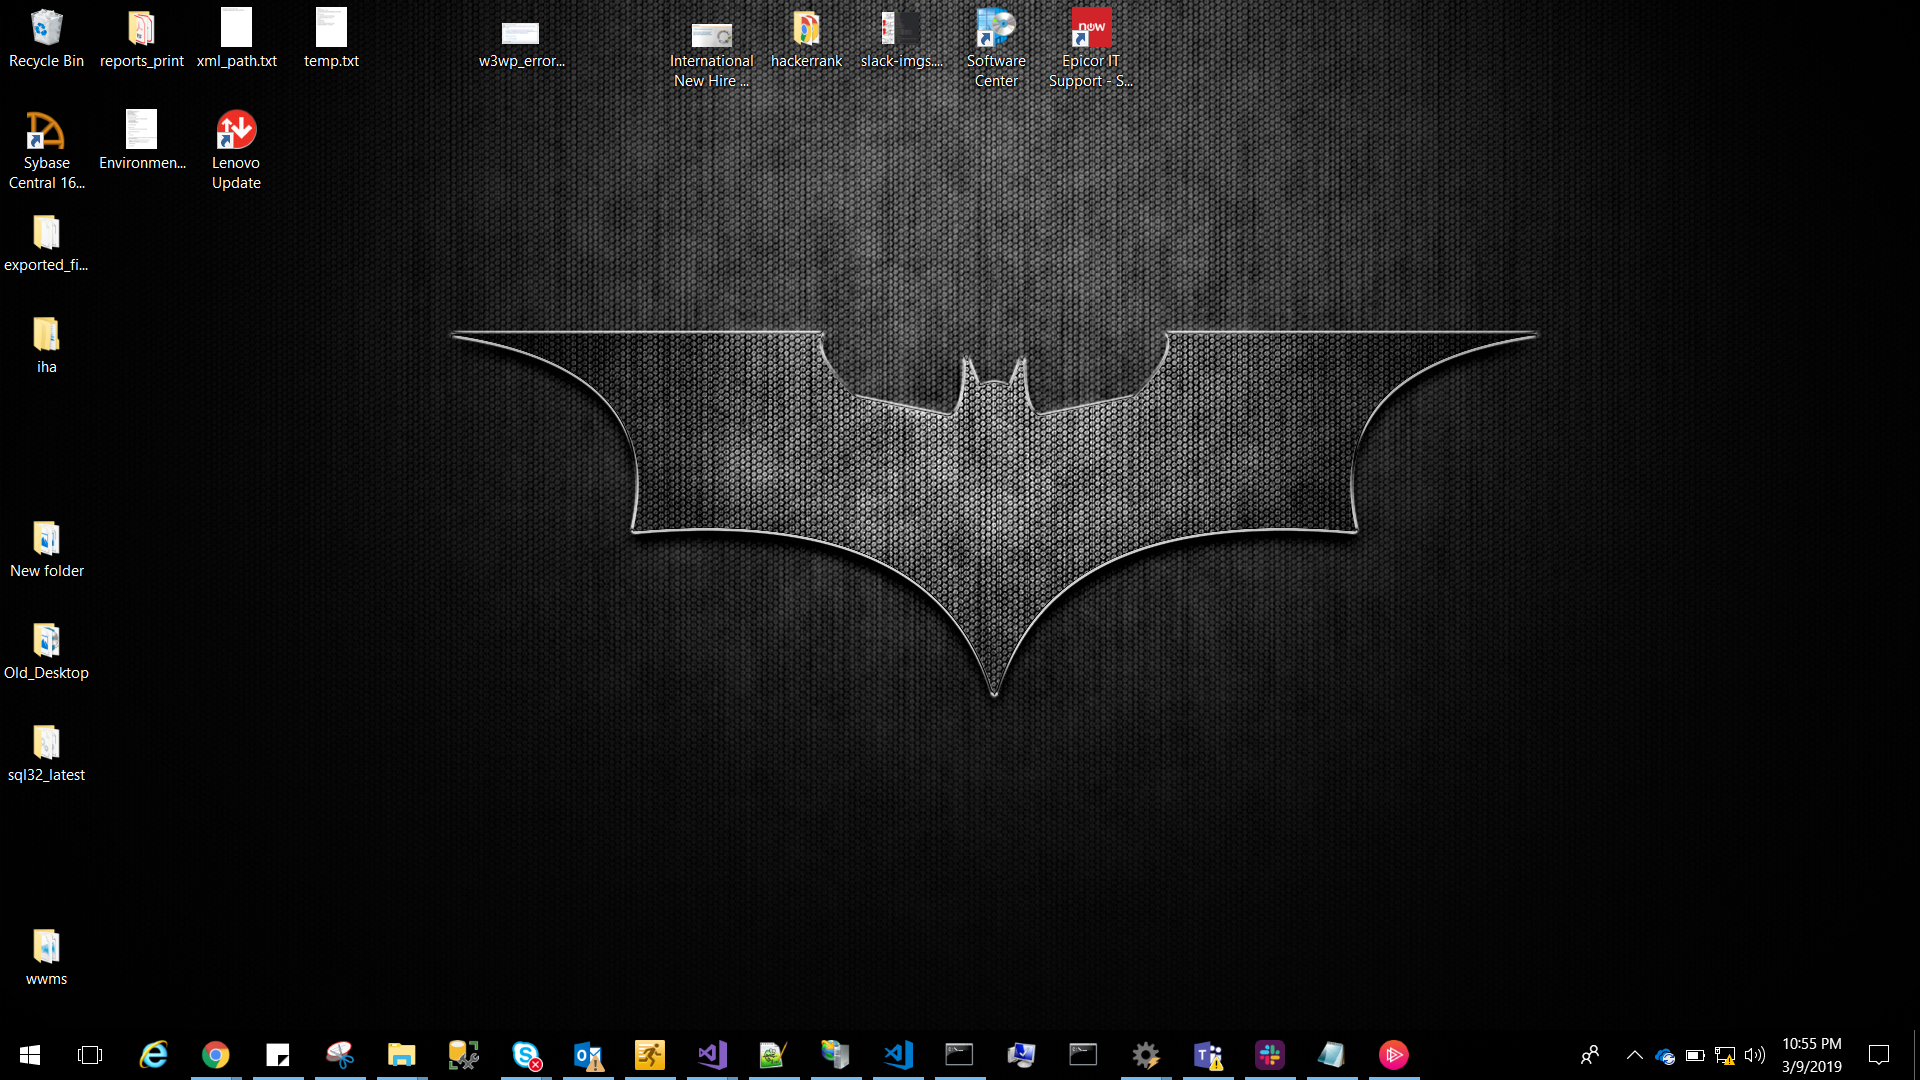 Recycle Bin
reports_print
xml_path.txt
temp.txt
w3wp_error...
International
New Hire ...
hackerrank
slack-imgs....
Software
Center
now
Epicor IT
Support - S...
Sybase
Central 16...
Environmen...
Lenovo
Update
exported_fi...
iha
New folder
Old_Desktop
sql32_latest
wwms
10:55 PM
3/9/2019